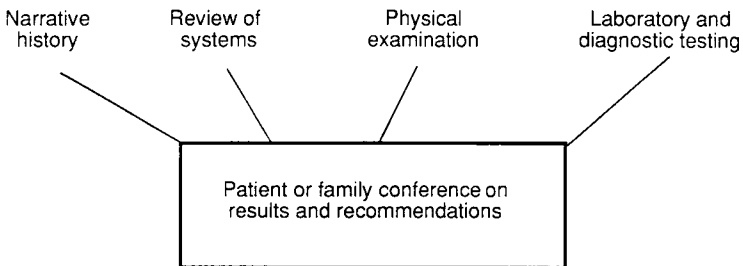 Narrative
history
Review of
systems
Physical
examination
Laboratory and
diagnostic testing
Patient or family conference on
results and recommendations